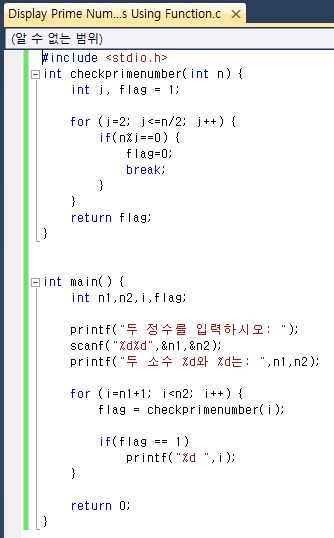 Display Prime Num...s Using Function.c ×
(알 수 없는 범위)
#include <stdio.h>
int checkprimenumber(int n) {
    int j, flag = 1;
    for (j=2; j<=n/2; j++) {
        if(n%j==0) {
            flag=0;
            break;
        }
    }
    return flag;
}
int main() {
    int n1,n2,i,flag;
    printf("두 정수를 입력하시오: ");
    scanf("%d%d",&n1,&n2);
    printf("두 소수 %d와 %d는: ",n1,n2);
    for (i=n1+1; i<n2; i++) {
        flag = checkprimenumber(i);
        if(flag == 1)
            printf("%d ",i);
    }
    return 0;
}